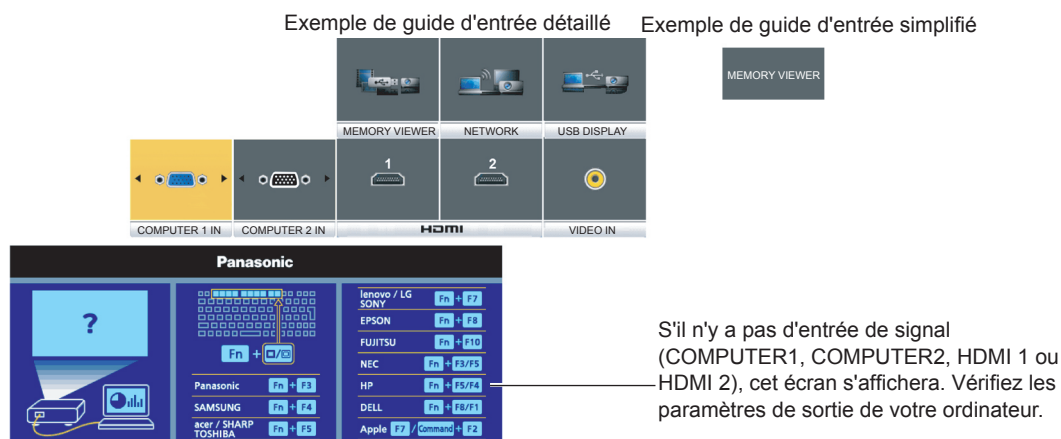 Exemple de guide d'entrée détaillé
Exemple de guide d'entrée simplifié
MEMORY VIEWER
MEMORY VIEWER
NETWORK
USB DISPLAY
1
2
COMPUTER 1 IN
COMPUTER 2 IN
HDMI
VIDEO IN
Panasonic
?
Fn +
Panasonic Fn + F3
SAMSUNG Fn + F4
acer / SHARP
TOSHIBA Fn + F5
lenovo / LG
SONY Fn + F7
EPSON Fn + F8
FUJITSU Fn + F10
NEC Fn + F3/F5
HP Fn + F5/F4
DELL Fn + F8/F1
Apple F7 / Command + F2
S'il n'y a pas d'entrée de signal
(COMPUTER1, COMPUTER2, HDMI 1 ou
HDMI 2), cet écran s'affichera. Vérifiez les
paramètres de sortie de votre ordinateur.